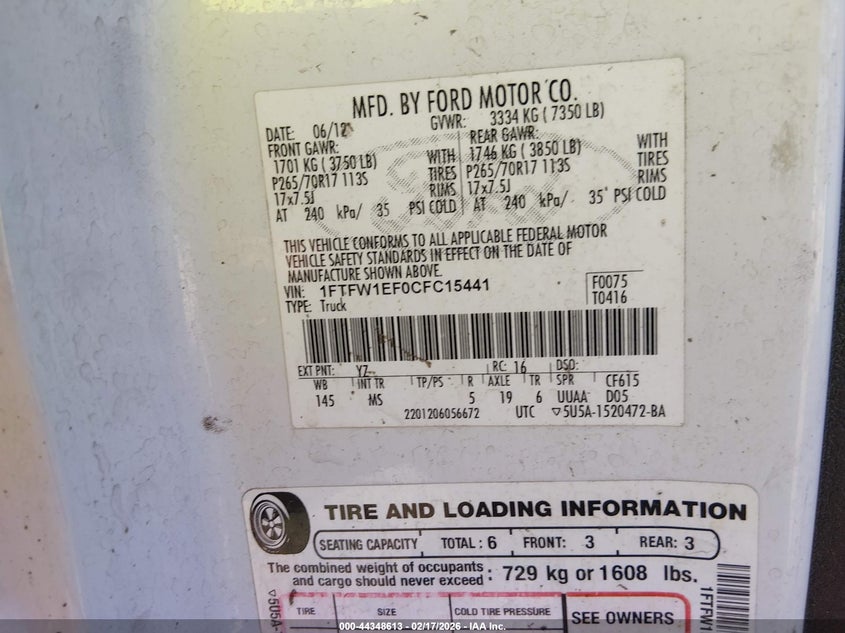 MFD. BY FORD MOTOR CO.
DATE: 06/12 GVWR: 3334 KG ( 7350 LB)
FRONT GAWR: REAR GAWR:
1701 KG ( 3750 LB) WITH 1746 KG ( 3850 LB) WITH
P265/70R17 113S TIRES P265/70R17 113S TIRES
17x7.5J RIMS 17x7.5J RIMS
AT 240 kPa/ 35 PSI COLD AT 240 kPa/ 35 PSI COLD
THIS VEHICLE CONFORMS TO ALL APPLICABLE FEDERAL MOTOR
VEHICLE SAFETY STANDARDS IN EFFECT ON THE DATE OF
MANUFACTURE SHOWN ABOVE.
VIN: 1FTFW1EF0CFC15441 F0075
TYPE: Truck T0416
EXT PNT: YZ RC: 16 DSO:
WB INT TR TP/PS R AXLE TR SPR CF615
145 MS 5 19 6 UUAA D05
2201206056672 UTC ▽5U5A-1520472-BA
TIRE AND LOADING INFORMATION
SEATING CAPACITY TOTAL : 6 FRONT: 3 REAR: 3
The combined weight of occupants
and cargo should never exceed : 729 kg or 1608 lbs.
TIRE SIZE COLD TIRE PRESSURE SEE OWNERS
▽5U5A-
1FTFW1
000-44348613 - 02/17/2026 - IAA Inc.